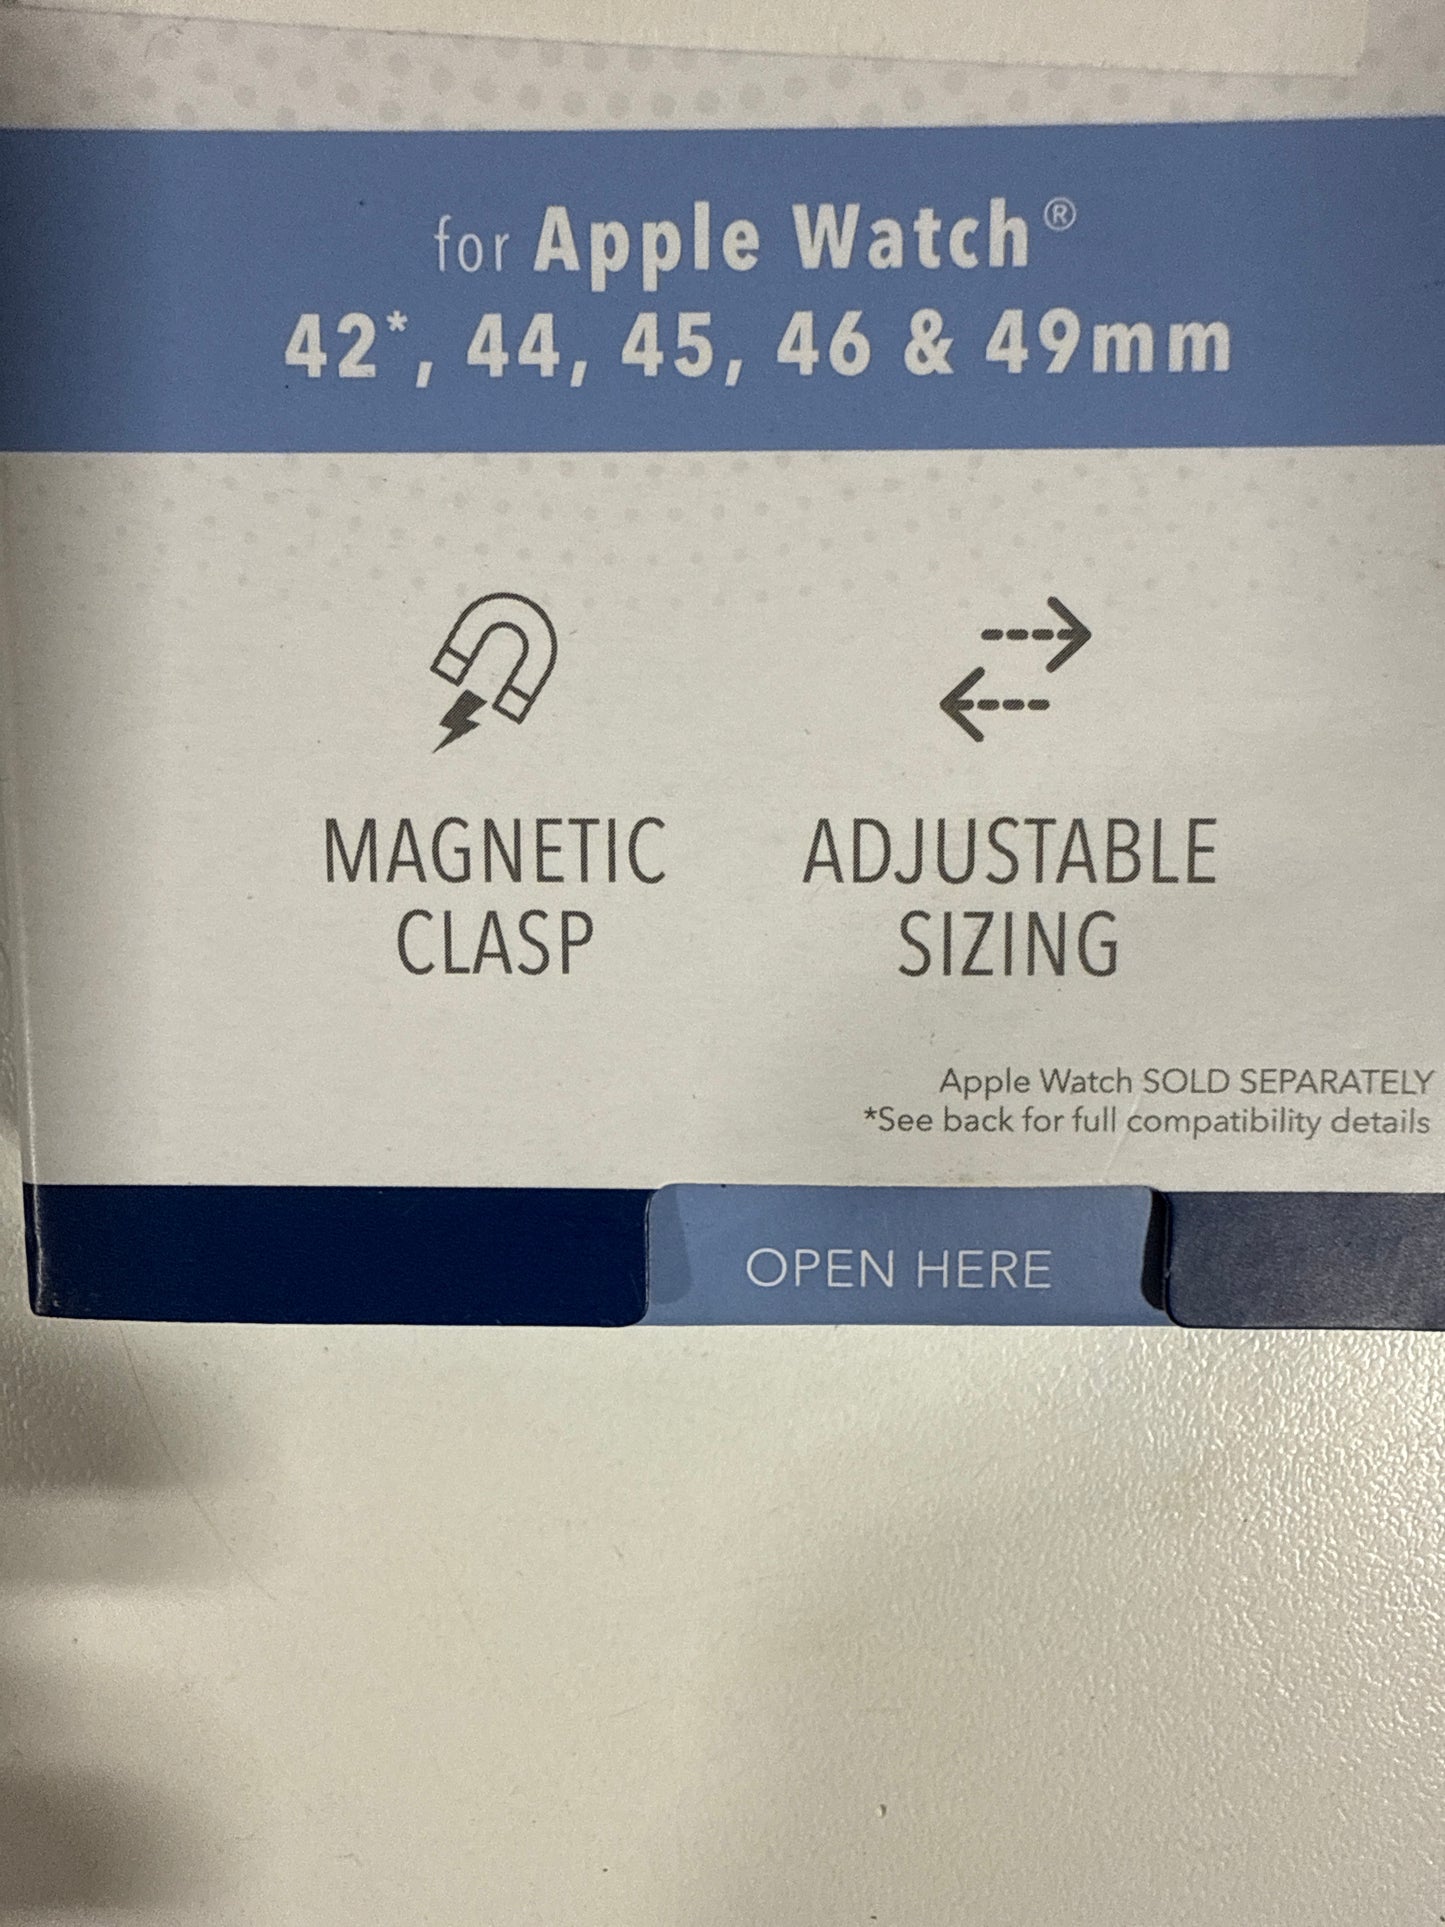 for Apple Watch®
42*, 44, 45, 46 & 49mm
MAGNETIC
CLASP
ADJUSTABLE
SIZING
Apple Watch SOLD SEPARATELY
*See back for full compatibility details
OPEN HERE